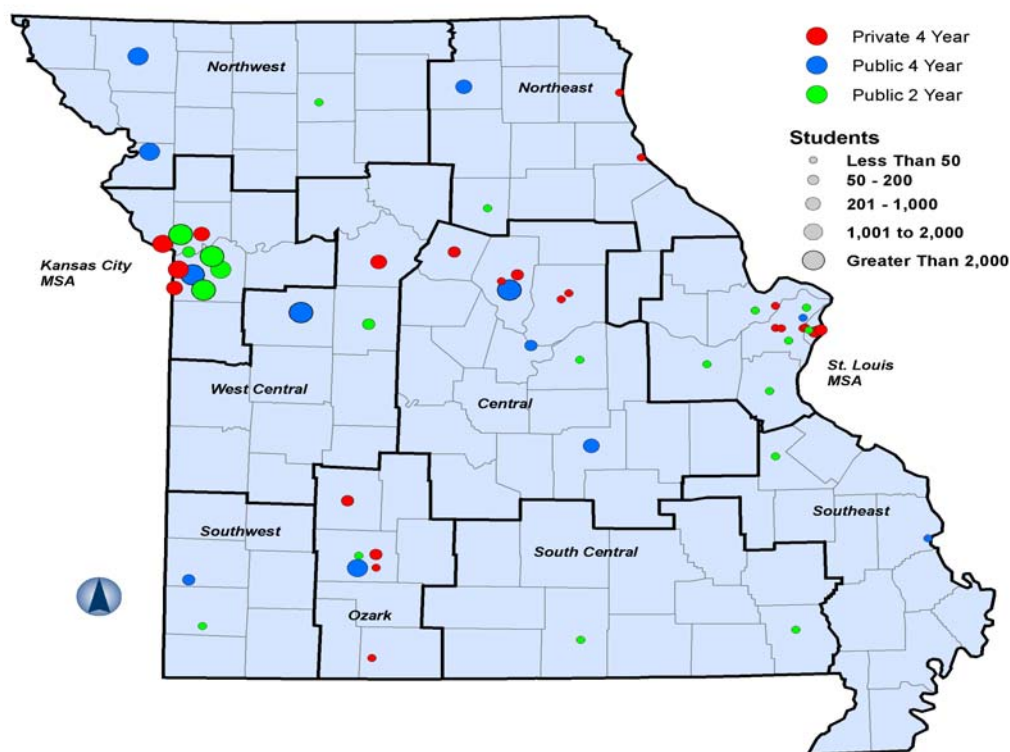 Private 4 Year
Public 4 Year
Public 2 Year
Students
Less Than 50
50 - 200
201 - 1,000
1,001 to 2,000
Greater Than 2,000
Northwest
Northeast
Kansas City
MSA
St. Louis
MSA
West Central
Central
Southwest
Ozark
South Central
Southeast